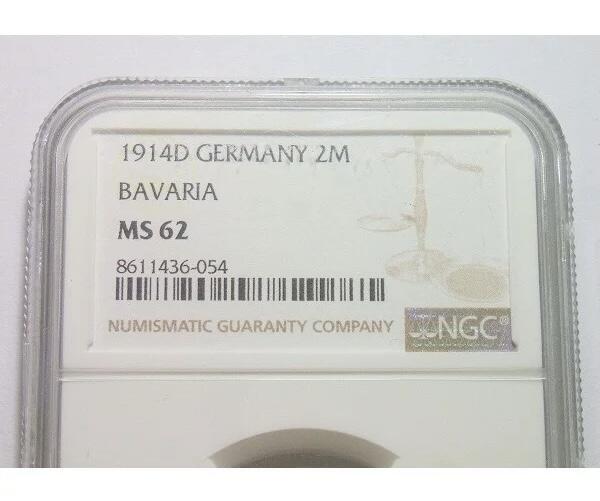 1914D GERMANY 2M
BAVARIA
MS 62
8611436-054
NUMISMATIC GUARANTY COMPANY NGC®